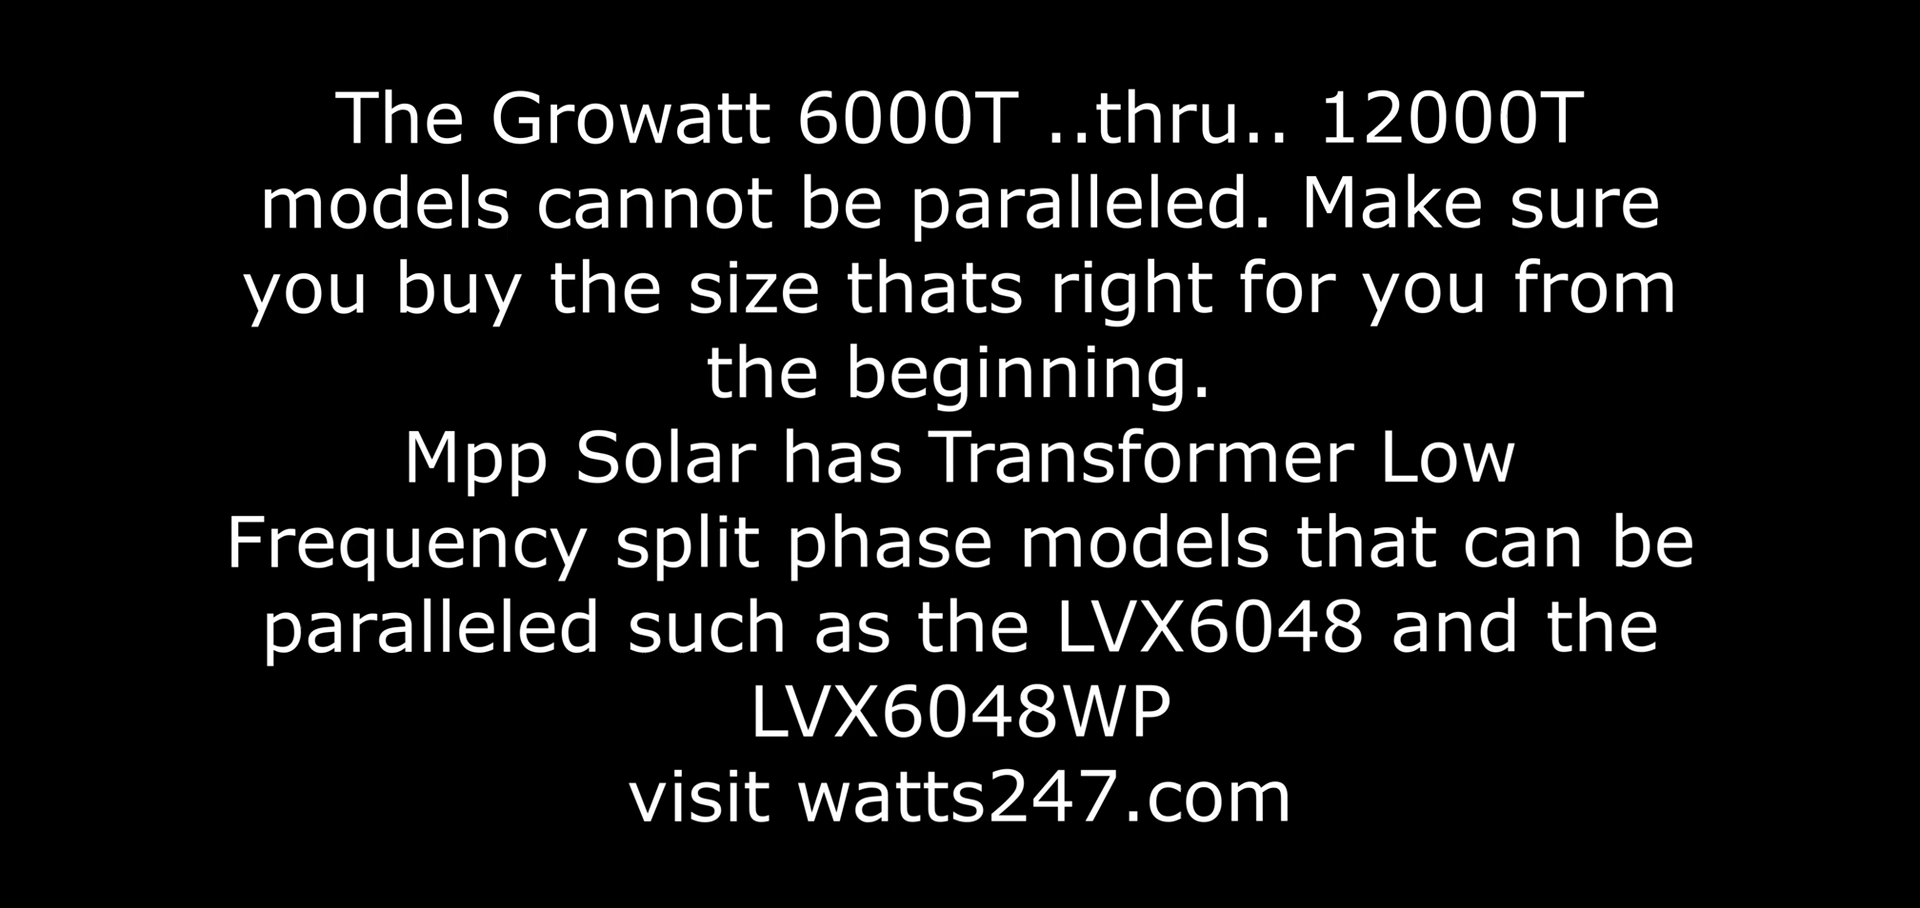 The Growatt 6000T ..thru.. 12000T
models cannot be paralleled. Make sure
you buy the size thats right for you from
the beginning.
Mpp Solar has Transformer Low
Frequency split phase models that can be
paralleled such as the LVX6048 and the
LVX6048WP
visit watts247.com